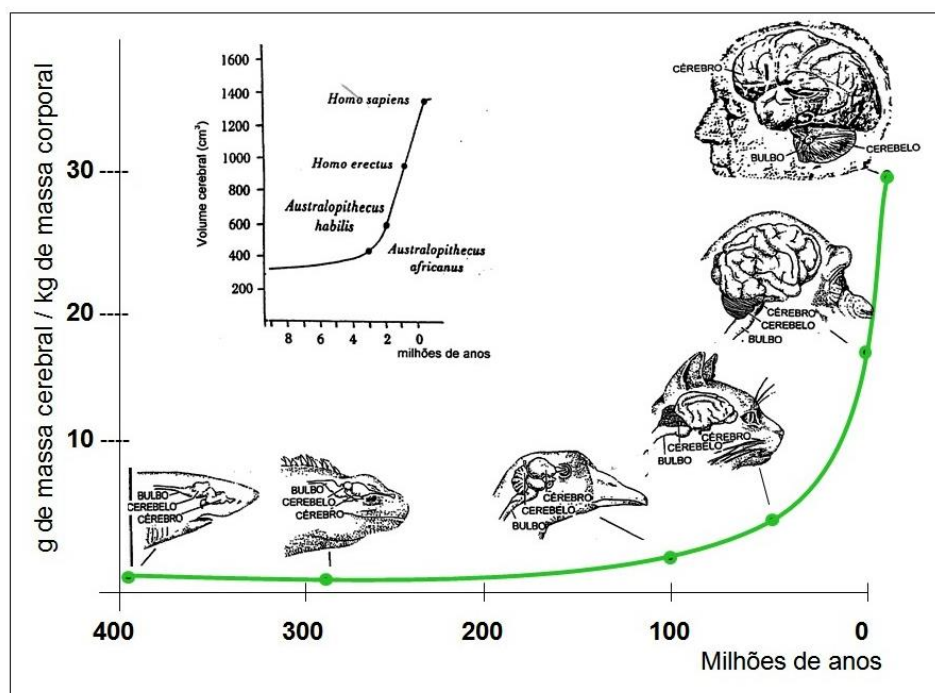 g de massa cerebral / kg de massa corporal
30
20
10
400
300
200
100
0
Milhões de anos
Volume cerebral (cm³)
1600
1400
1200
1000
800
600
400
200
8
6
4
2
0
milhões de anos
Homo sapiens
Homo erectus
Australopithecus
habilis
Australopithecus
africanus
BULBO
CEREBELO
CÉREBRO
BULBO
CEREBELO
CÉREBRO
CÉREBRO
CEREBELO
BULBO
CÉREBRO
CEREBELO
BULBO
CÉREBRO
CEREBELO
BULBO
CÉREBRO
CEREBELO
BULBO